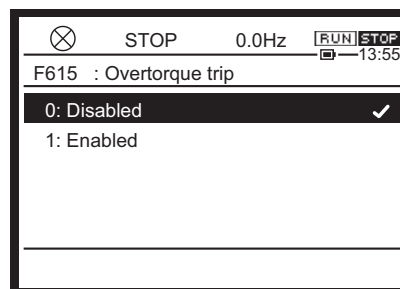 STOP 0.0Hz RUN STOP
13:55
F615 : Overtorque trip
0: Disabled
1: Enabled